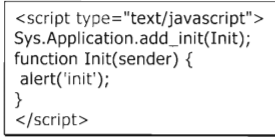 <script type="text/javascript">
Sys.Application.add_init(Init);
function Init(sender) {
alert('init');
}
</script>